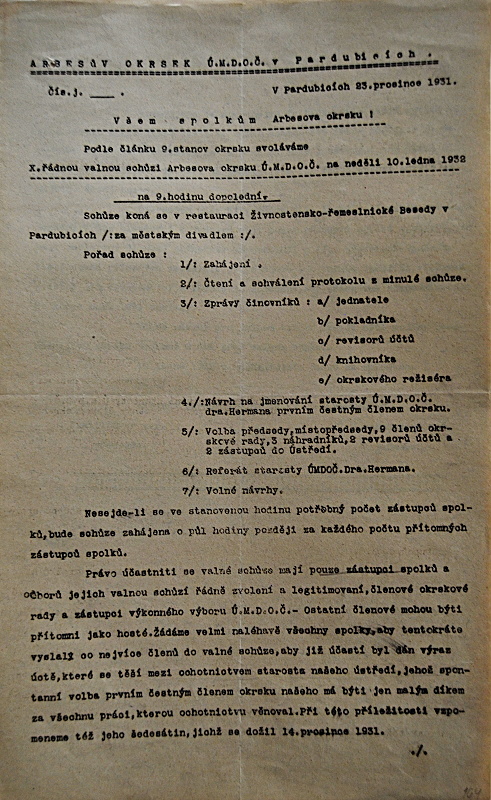 ARBESŮV OKRSEK Ú.M.D.O.Č. v Pardubicích .
čís.j. ____ . V Pardubicích 23.prosince 1931.
Všem spolkům Arbesova okrsku !
Podle článku 9.stanov okrsku svoláváme
X.řádnou valnou schůzi Arbesova okrsku Ú.M.D.O.Č. na neděli 10.ledna 1932
na 9.hodinu dopolední.
Schůze koná se v restauraci Živnostensko-řemeslnické Besedy v
Pardubicích /:za městským divadlem :/.
Pořad schůze :
1/: Zahájení .
2/: Čtení a schválení protokolu z minulé schůze.
3/: Zprávy činovníků : a/ jednatele
b/ pokladníka
c/ revisorů účtů
d/ knihovníka
e/ okrskového režiséra
4./:Návrh na jmenování starosty Ú.M.D.O.Č.
dra.Hermana prvním čestným členem okrsku.
5/: Volba předsedy,místopředsedy,9 členů okr-
skové rady,3 náhradníků,2 revisorů účtů a
2 zástupců do Ústředí.
6/: Referát starosty ÚMDOČ.Dra.Hermana.
7/: Volné návrhy.
Nesejde-li se ve stanovenou hodinu potřebný počet zástupců spol-
ků,bude schůze zahájena o půl hodiny později za každého počtu přítomných
zástupců spolků.
Právo účastniti se valné schůze mají pouze zástupci spolků a
odborů jejich valnou schůzí řádně zvolení a legitimovaní,členové okrskové
rady a zástupci výkonného výboru Ú.M.D.O.Č.- Ostatní členové mohou býti
přítomni jako hosté.Žádáme velmi naléhavě všechny spolky,aby tentokráte
vyslaly co nejvíce členů do valné schůze,aby již účastí byl dán výraz
úctě,které se těší mezi ochotnictvem starosta našeho ústředí,jehož spon-
tanní volba prvním čestným členem okrsku našeho má býti jen malým díkem
za všechnu práci,kterou ochotnictvu věnoval.Při této příležitosti vzpo-
meneme též jeho šedesátin,jichž se dožil 14.prosince 1931.
./.
164